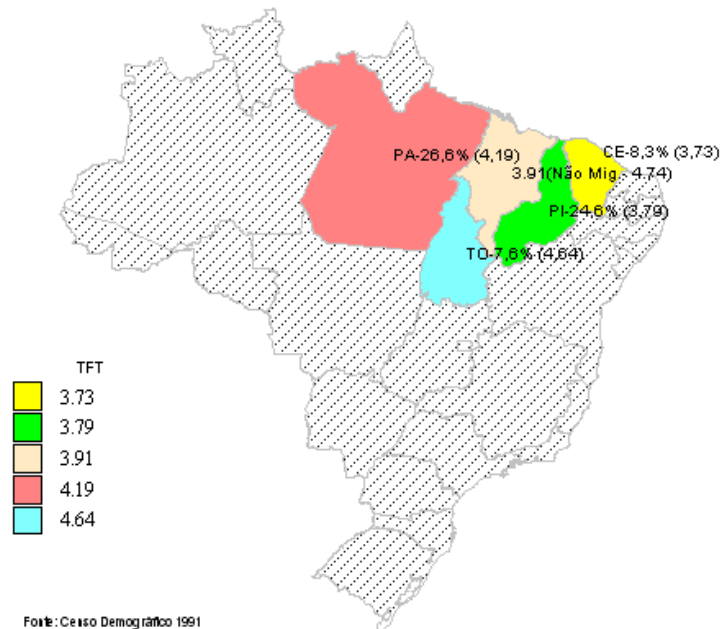 CE-8,3% (3,73)
PA-26,6% (4,19)
3.91(Não Mig.- 4.74)
PI-24,6% (3,79)
TO-7,6% (4,64)
TFT
3.73
3.79
3.91
4.19
4.64
Fonte: Censo Demográfico 1991